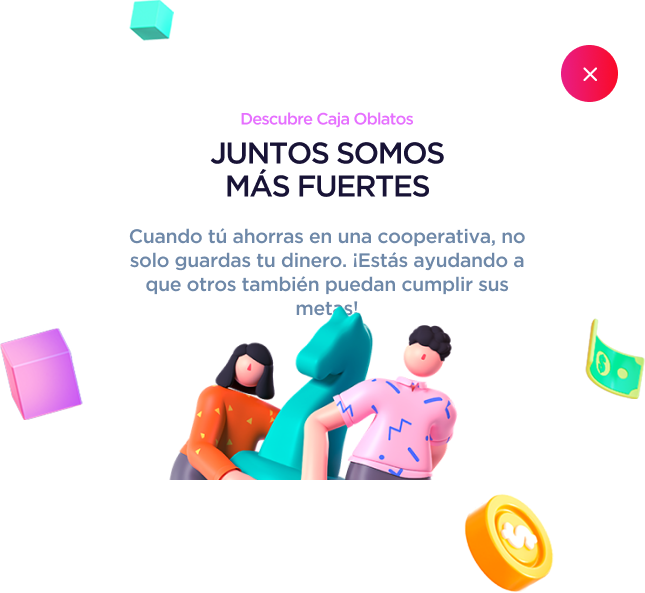 Descubre Caja Oblatos
JUNTOS SOMOS
MÁS FUERTES
Cuando tú ahorras en una cooperativa, no
solo guardas tu dinero. ¡Estás ayudando a
que otros también puedan cumplir sus
metas!